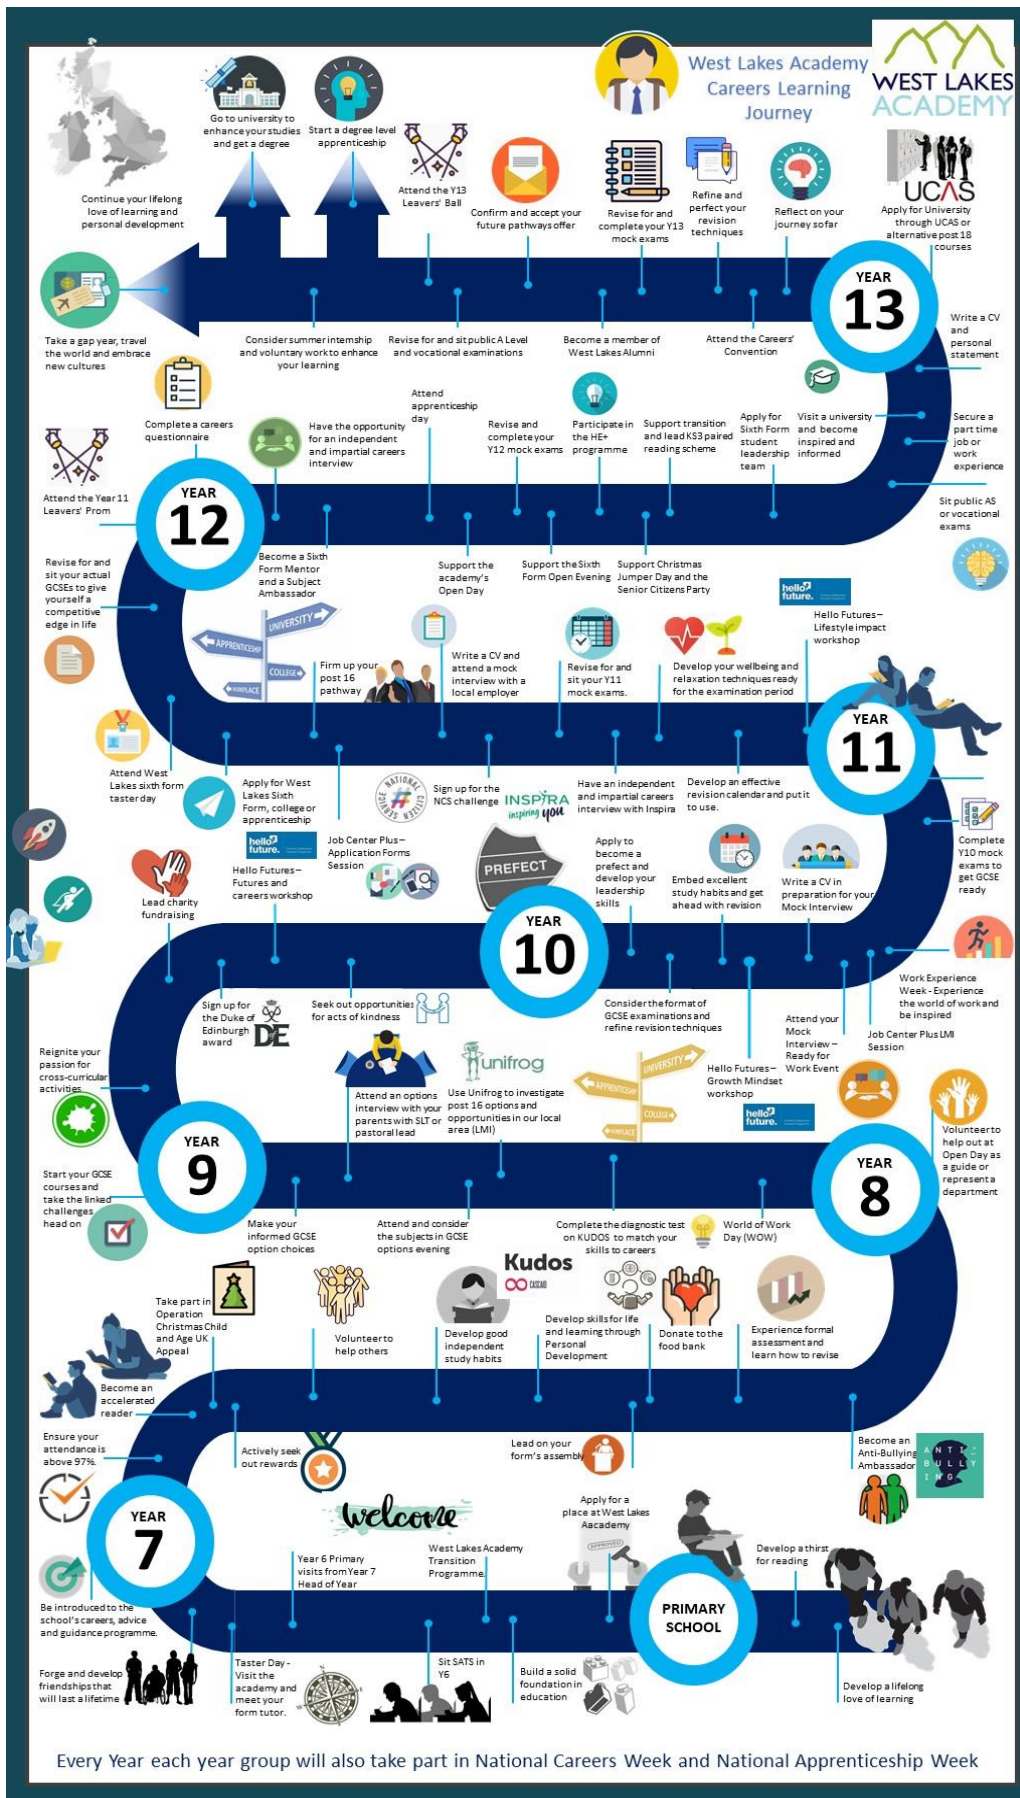 West Lakes Academy
Careers Learning
Journey
WEST LAKES
ACADEMY
Go to university to
enhance your studies
and get a degree
Start a degree level
apprenticeship
Continue your lifelong
love of learning and
personal development
Attend the Y13
Leavers' Ball
Confirm and accept your
future pathways offer
Revise for and
complete your Y13
mock exams
Refine and
perfect your
revision
techniques
Reflect on your
journey so far
UCAS
Apply for University
through UCAS or
alternative post 18
courses
YEAR
13
Take a gap year, travel
the world and embrace
new cultures
Consider summer internship
and voluntary work to enhance
your learning
Revise for and sit public A Level
and vocational examinations
Become a member of
West Lakes Alumni
Attend the Careers'
Convention
Write a CV
and
personal
statement
Complete a careers
questionnaire
Have the opportunity
for an independent
and impartial careers
interview
Attend
apprenticeship
day
Revise and
complete your
Y12 mock exams
Participate in
the HE+
programme
Support transition
and lead KS3 paired
reading scheme
Apply for
Sixth Form
student
leadership
team
Visit a university
and become
inspired and
informed
Secure a
part time
job or
work
experience
Attend the Year 11
Leavers' Prom
YEAR
12
Sit public AS
or vocational
exams
Revise for and
sit your actual
GCSEs to give
yourself a
competitive
edge in life
Become a Sixth
Form Mentor
and a Subject
Ambassador
Support the
academy's
Open Day
Support the Sixth
Form Open Evening
Support Christmas
Jumper Day and the
Senior Citizens Party
hello
future.
Hello Futures–
Lifestyle impact
workshop
UNIVERSITY
APPRENTICESHIP
COLLEGE
WORKPLACE
Firm up your
post 16
pathway
Write a CV and
attend a mock
interview with a
local employer
Revise for and
sit your Y11
mock exams.
Develop your wellbeing and
relaxation techniques ready
for the examination period
YEAR
11
Attend West
Lakes sixth form
taster day
Apply for West
Lakes Sixth
Form, college or
apprenticeship
NATIONAL
CITIZEN
SERVICE
Sign up for the
NCS challenge
INSPIRA
inspiring you
Have an independent
and impartial careers
interview with Inspira
Develop an effective
revision calendar and put it
to use.
Lead charity
fundraising
hello
future.
Hello Futures–
Futures and
careers workshop
Job Center Plus–
Application Forms
Session
PREFECT
Apply to
become a
prefect and
develop your
leadership
skills
Embed excellent
study habits and get
ahead with revision
Write a CV in
preparation for your
Mock Interview
Complete
Y10 mock
exams to
get GCSE
ready
YEAR
10
Sign up for
the Duke of
Edinburgh
award
DE
Seek out opportunities
for acts of kindness
Consider the format of
GCSE examinations and
refine revision techniques
Attend your
Mock
Interview –
Ready for
Work Event
Job Center Plus LMI
Session
Work Experience
Week - Experience
the world of work and
be inspired
Reignite your
passion for
cross-curricular
activities
Attend an options
interview with your
parents with SLT or
pastoral lead
unifrog
Use Unifrog to investigate
post 16 options and
opportunities in our local
area (LMI)
UNIVERSITY
APPRENTICESHIP
COLLEGE
WORKPLACE
Hello Futures–
Growth Mindset
workshop
hello
future.
Volunteer to
help out at
Open Day as
a guide or
represent a
department
YEAR
9
YEAR
8
Start your GCSE
courses and
take the linked
challenges
head on
Make your
informed GCSE
option choices
Attend and consider
the subjects in GCSE
options evening
Complete the diagnostic test
on KUDOS to match your
skills to careers
World of Work
Day (WOW)
Kudos
CASCAID
Take part in
Operation
Christmas Child
and Age UK
Appeal
Volunteer to
help others
Develop good
independent
study habits
Develop skills for life
and learning through
Personal
Development
Donate to the
food bank
Experience formal
assessment and
learn how to revise
Become an
accelerated
reader
Ensure your
attendance is
above 97%.
Actively seek
out rewards
Lead on your
form's assembly
Become an
Anti-Bullying
Ambassador
ANTI-
BULLY
ING
YEAR
7
welcome
Apply for a
place at West Lakes
Aacademy
APPROVED
Year 6 Primary
visits from Year 7
Head of Year
West Lakes Academy
Transition
Programme.
Develop a thirst
for reading
PRIMARY
SCHOOL
Be introduced to the
school's careers, advice
and guidance programme.
Forge and develop
friendships that
will last a lifetime
Taster Day -
Visit the
academy and
meet your
form tutor.
Sit SATS in
Y6
Build a solid
foundation in
education
Develop a lifelong
love of learning
Every Year each year group will also take part in National Careers Week and National Apprenticeship Week